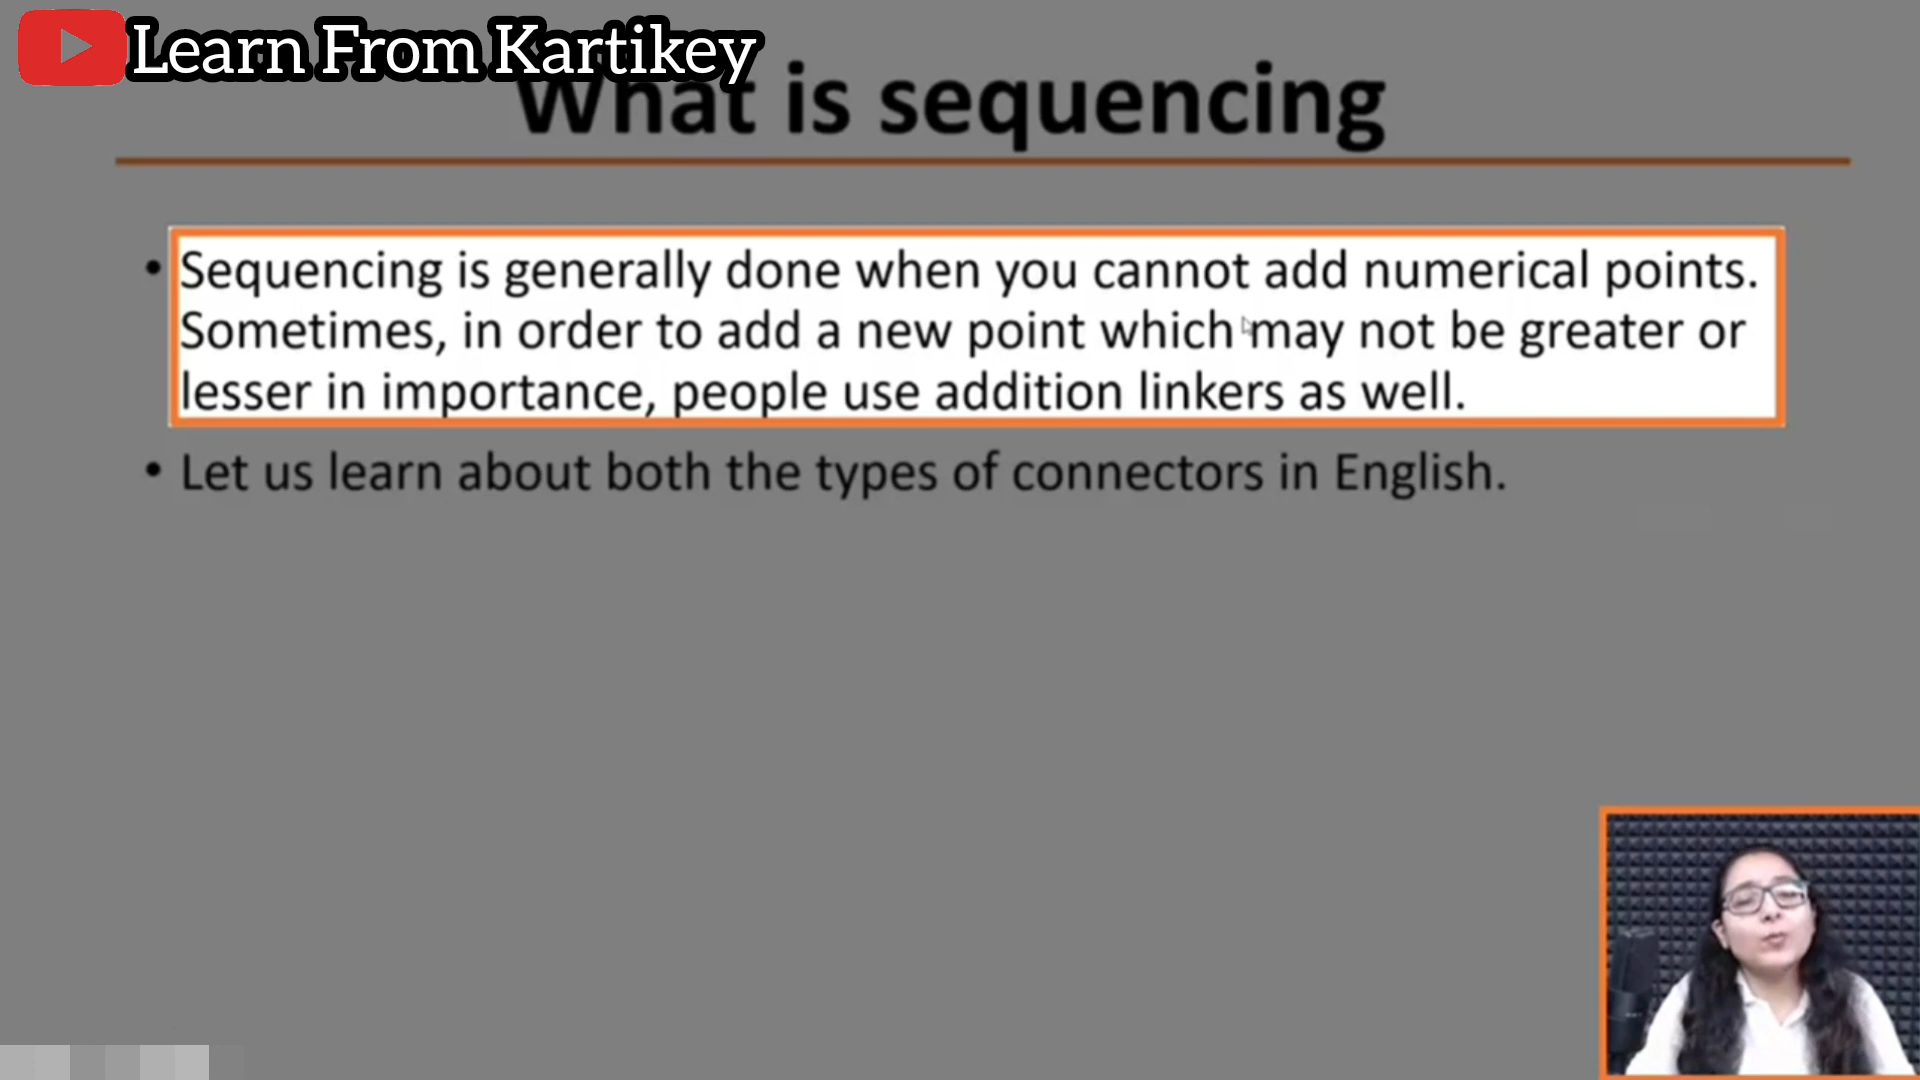 Learn From Kartikey
What is sequencing
• Sequencing is generally done when you cannot add numerical points.
Sometimes, in order to add a new point which may not be greater or
lesser in importance, people use addition linkers as well.
• Let us learn about both the types of connectors in English.